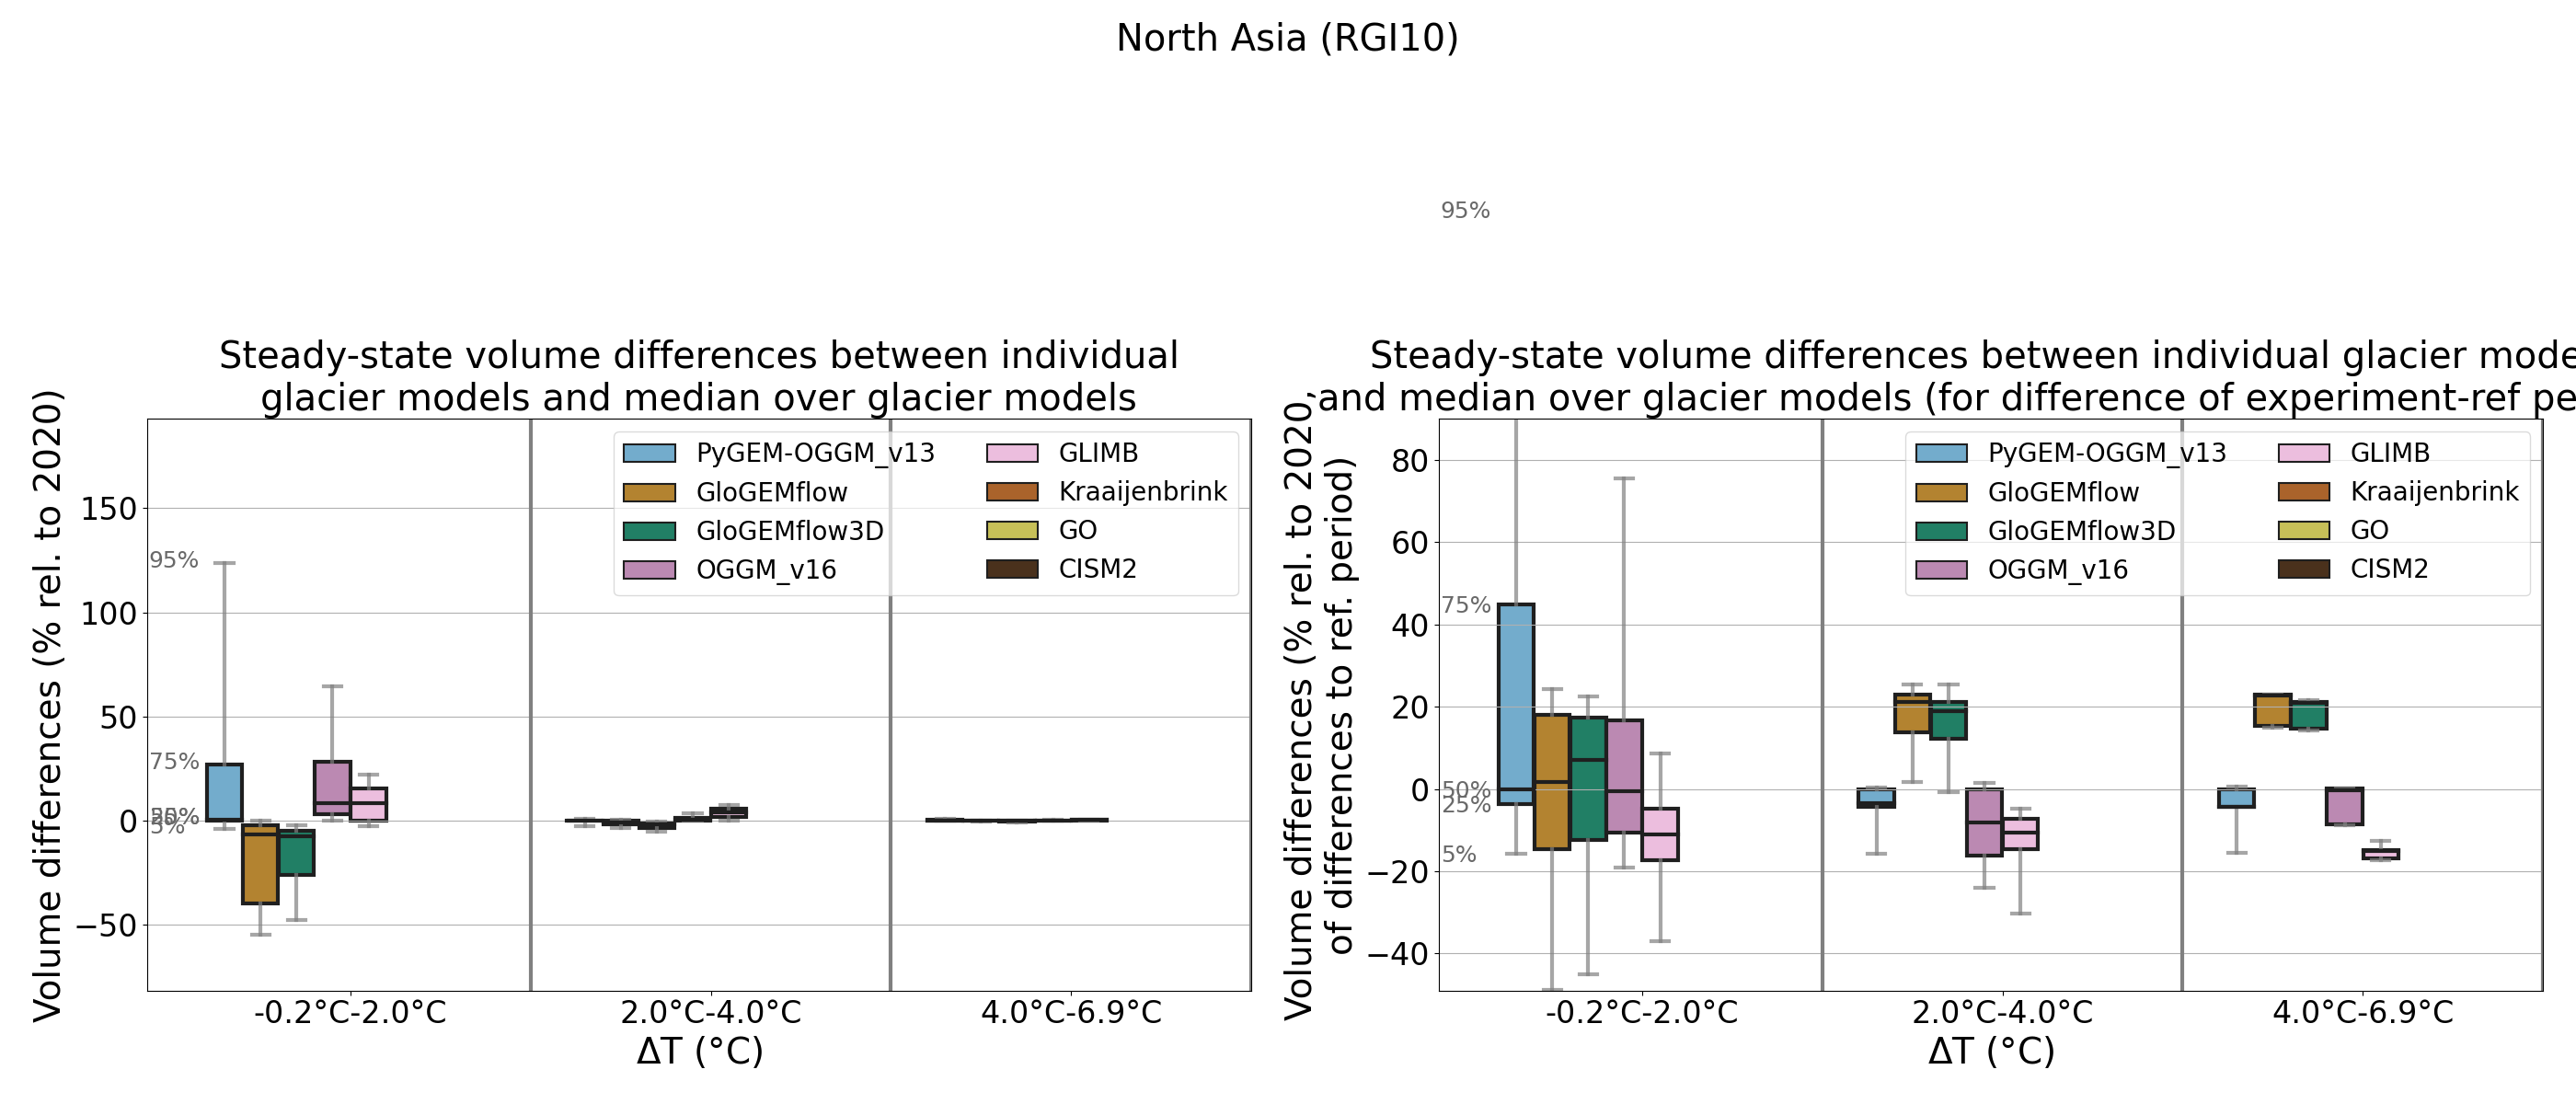 North Asia (RGI10)
Steady-state volume differences between individual
glacier models and median over glacier models
Volume differences (% rel. to 2020)
150
100
50
0
−50
95%
75%
5%
PyGEM-OGGM_v13
GloGEMflow
GloGEMflow3D
OGGM_v16
GLIMB
Kraaijenbrink
GO
CISM2
-0.2°C-2.0°C
2.0°C-4.0°C
4.0°C-6.9°C
ΔT (°C)
95%
Steady-state volume differences between individual glacier mode
and median over glacier models (for difference of experiment-ref pe
Volume differences (% rel. to 2020,
of differences to ref. period)
80
60
40
20
0
−20
−40
75%
50%
25%
5%
PyGEM-OGGM_v13
GloGEMflow
GloGEMflow3D
OGGM_v16
GLIMB
Kraaijenbrink
GO
CISM2
-0.2°C-2.0°C
2.0°C-4.0°C
4.0°C-6.9°C
ΔT (°C)